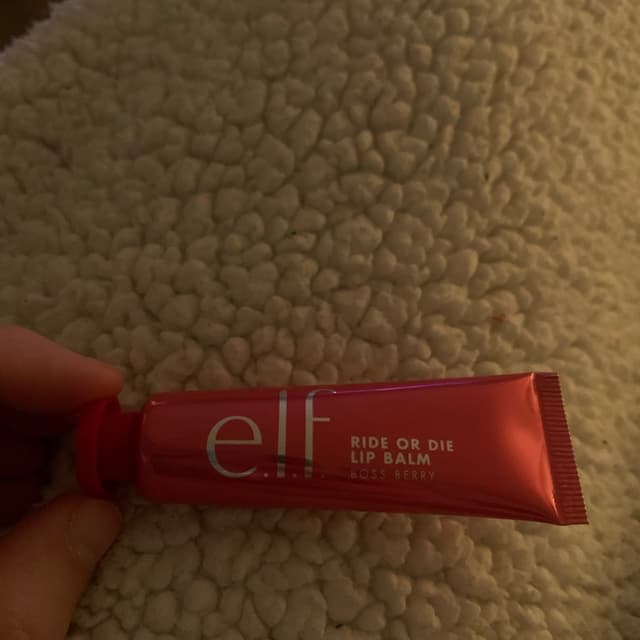 e.l.f.
RIDE OR DIE
LIP BALM
BOSS BERRY